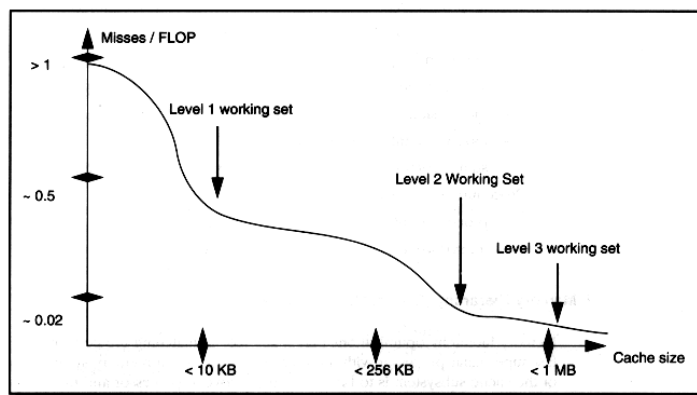 Misses / FLOP
> 1
Level 1 working set
~ 0.5
Level 2 Working Set
Level 3 working set
~ 0.02
Cache size
< 10 KB
< 256 KB
< 1 MB